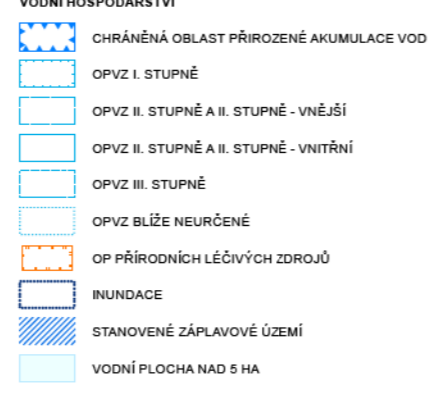 VODNÍ HOSPODÁŘSTVÍ
CHRÁNĚNÁ OBLAST PŘIROZENÉ AKUMULACE VOD
OPVZ I. STUPNĚ
OPVZ II. STUPNĚ A II. STUPNĚ - VNĚJŠÍ
OPVZ II. STUPNĚ A II. STUPNĚ - VNITŘNÍ
OPVZ III. STUPNĚ
OPVZ BLÍŽE NEURČENÉ
OP PŘÍRODNÍCH LÉČIVÝCH ZDROJŮ
INUNDACE
STANOVENÉ ZÁPLAVOVÉ ÚZEMÍ
VODNÍ PLOCHA NAD 5 HA